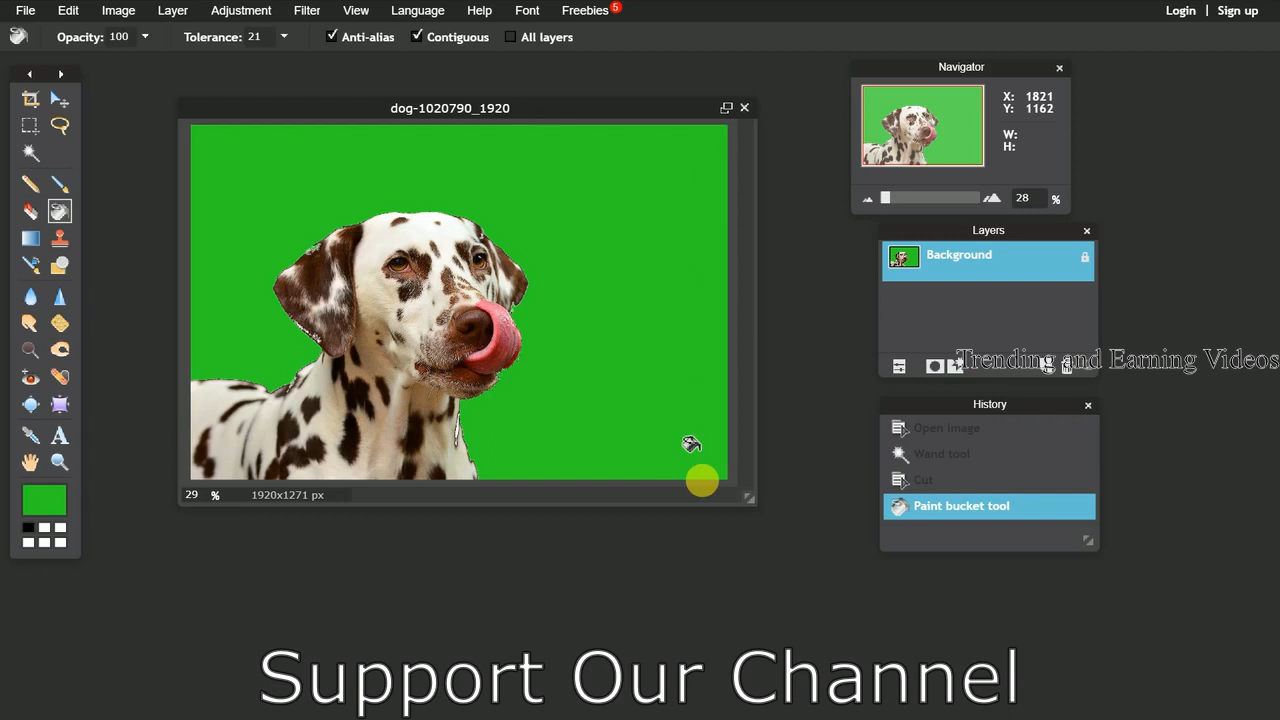 File Edit Image Layer Adjustment Filter View Language Help Font Freebies 5 Login | Sign up
Opacity: 100 Tolerance: 21 Anti-alias Contiguous All layers
Navigator
X: 1821
Y: 1162
W:
H:
28 %
dog-1020790_1920
29 % 1920x1271 px
Layers
Background
Trending and Earning Videos
History
Open image
Wand tool
Cut
Paint bucket tool
A
Support Our Channel